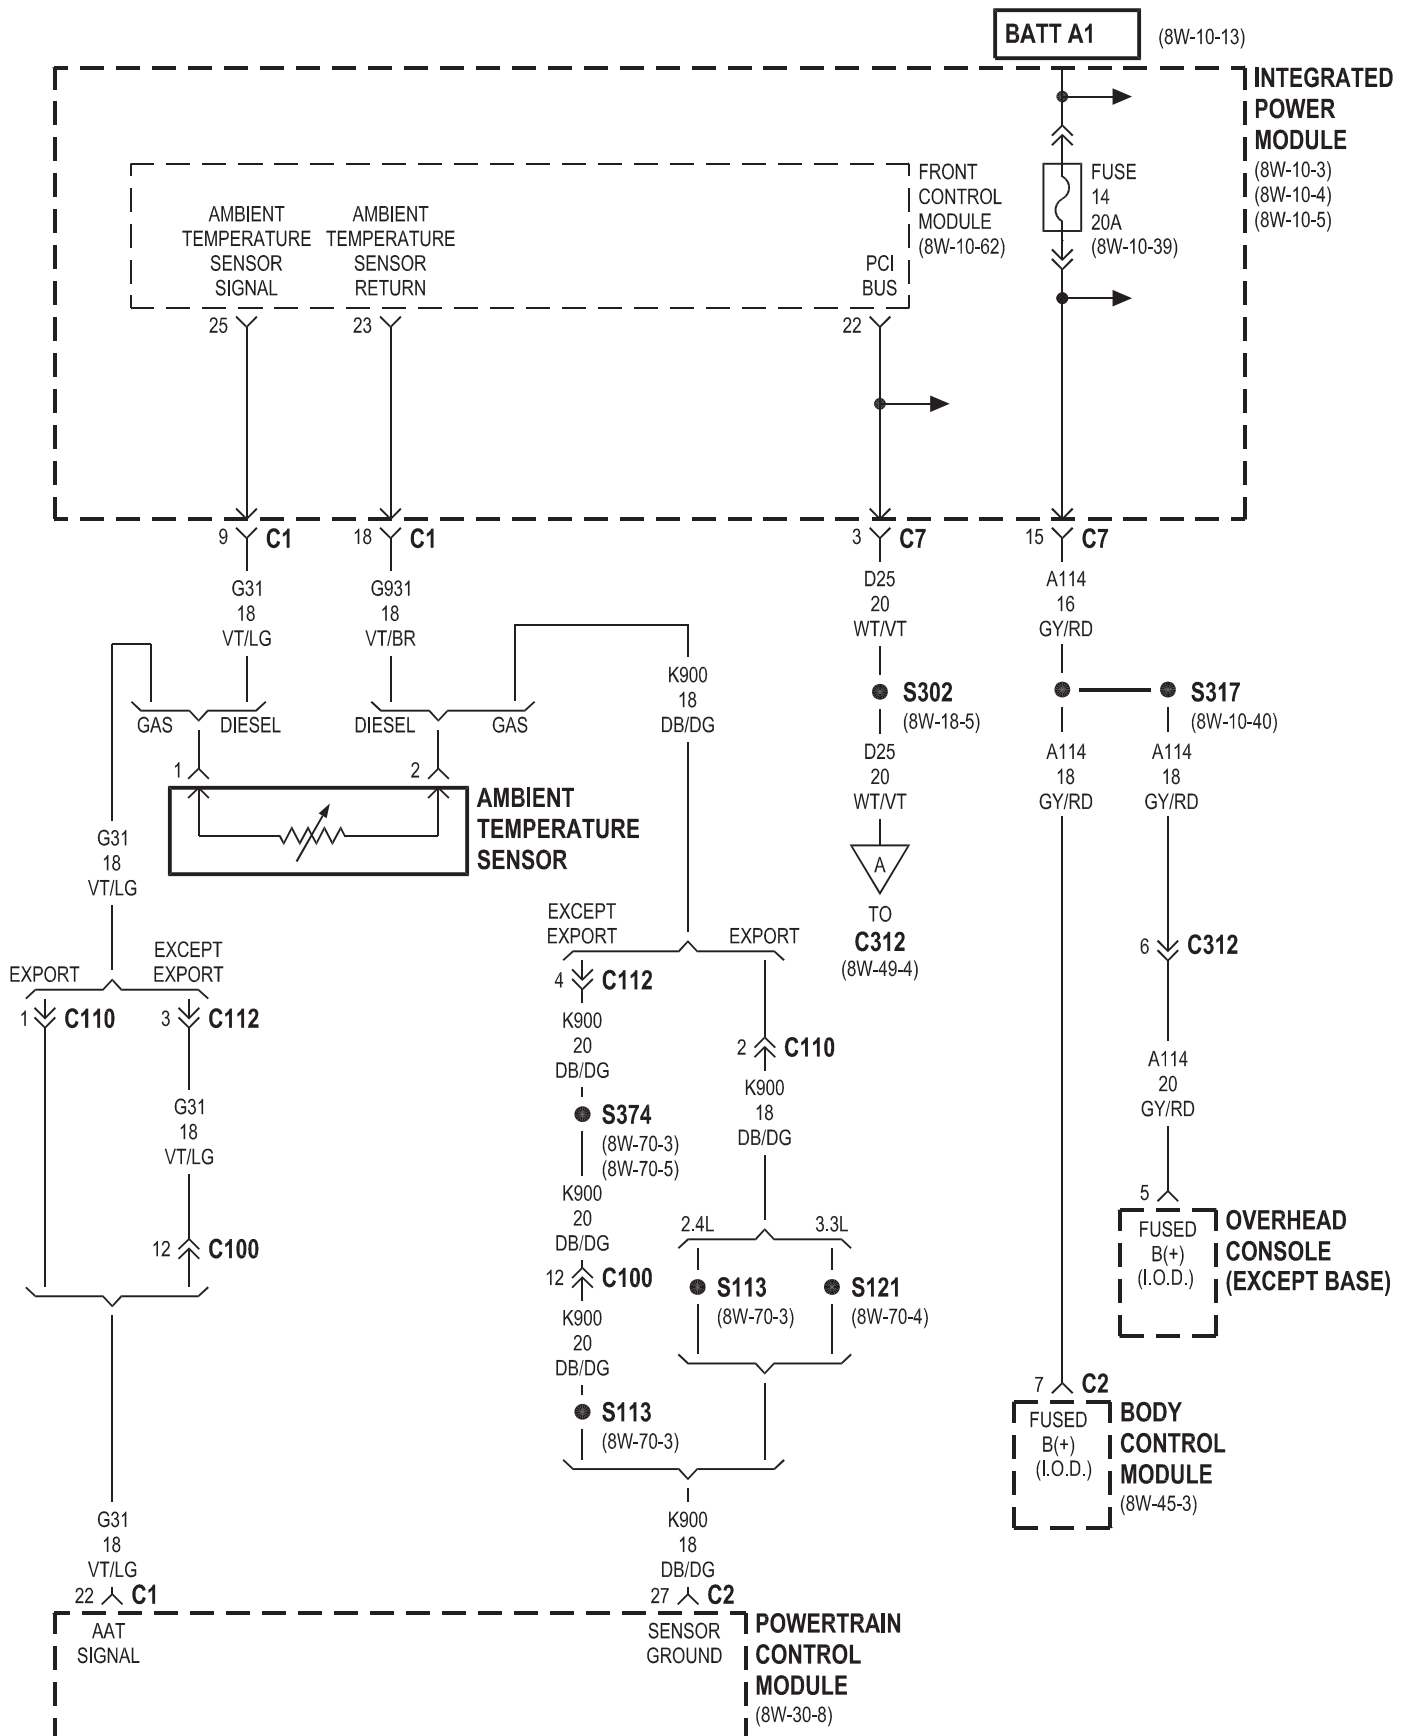 BATT A1
(8W-10-13)
INTEGRATED
POWER
MODULE
(8W-10-3)
(8W-10-4)
(8W-10-5)
FRONT
CONTROL
MODULE
(8W-10-62)
FUSE
14
20A
(8W-10-39)
AMBIENT
TEMPERATURE
SENSOR
SIGNAL
AMBIENT
TEMPERATURE
SENSOR
RETURN
PCI
BUS
25
23
22
9 C1
18 C1
3 C7
15 C7
G31
18
VT/LG
G931
18
VT/BR
D25
20
WT/VT
A114
16
GY/RD
K900
18
DB/DG
S302
(8W-18-5)
S317
(8W-10-40)
GAS
DIESEL
DIESEL
GAS
D25
20
WT/VT
A114
18
GY/RD
A114
18
GY/RD
1
2
AMBIENT
TEMPERATURE
SENSOR
G31
18
VT/LG
A
TO
C312
(8W-49-4)
EXCEPT
EXPORT
EXPORT
6 C312
EXPORT
EXCEPT
EXPORT
4 C112
1 C110
3 C112
K900
20
DB/DG
2 C110
A114
20
GY/RD
K900
18
DB/DG
G31
18
VT/LG
S374
(8W-70-3)
(8W-70-5)
K900
20
DB/DG
5
FUSED
B(+)
(I.O.D.)
OVERHEAD
CONSOLE
(EXCEPT BASE)
2.4L
3.3L
12 C100
12 C100
S113
(8W-70-3)
S121
(8W-70-4)
K900
20
DB/DG
7 C2
S113
(8W-70-3)
FUSED
B(+)
(I.O.D.)
BODY
CONTROL
MODULE
(8W-45-3)
G31
18
VT/LG
K900
18
DB/DG
22 C1
27 C2
AAT
SIGNAL
SENSOR
GROUND
POWERTRAIN
CONTROL
MODULE
(8W-30-8)